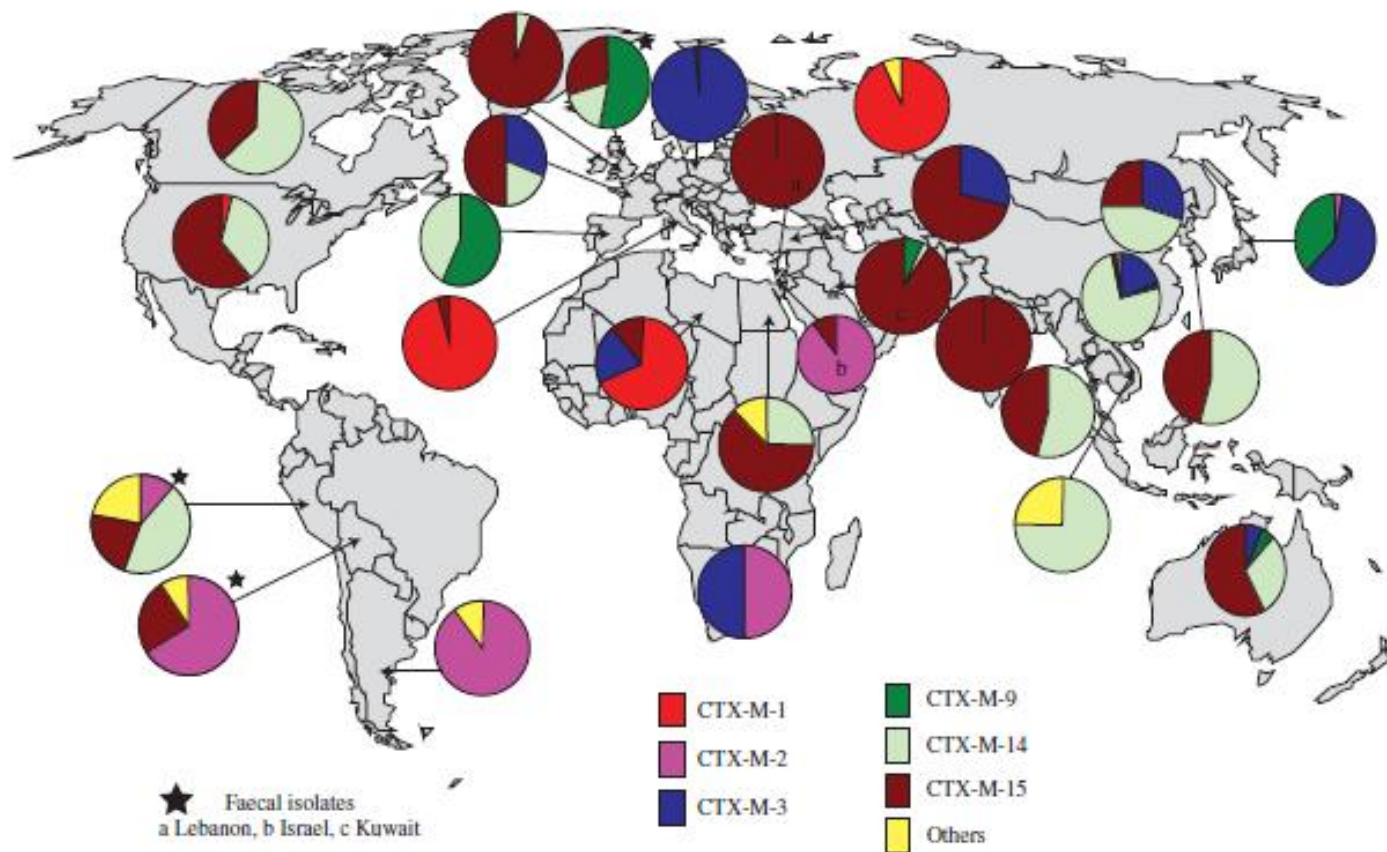 a
c
b
CTX-M-1
CTX-M-2
CTX-M-3
CTX-M-9
CTX-M-14
CTX-M-15
Others
Faecal isolates
a Lebanon, b Israel, c Kuwait